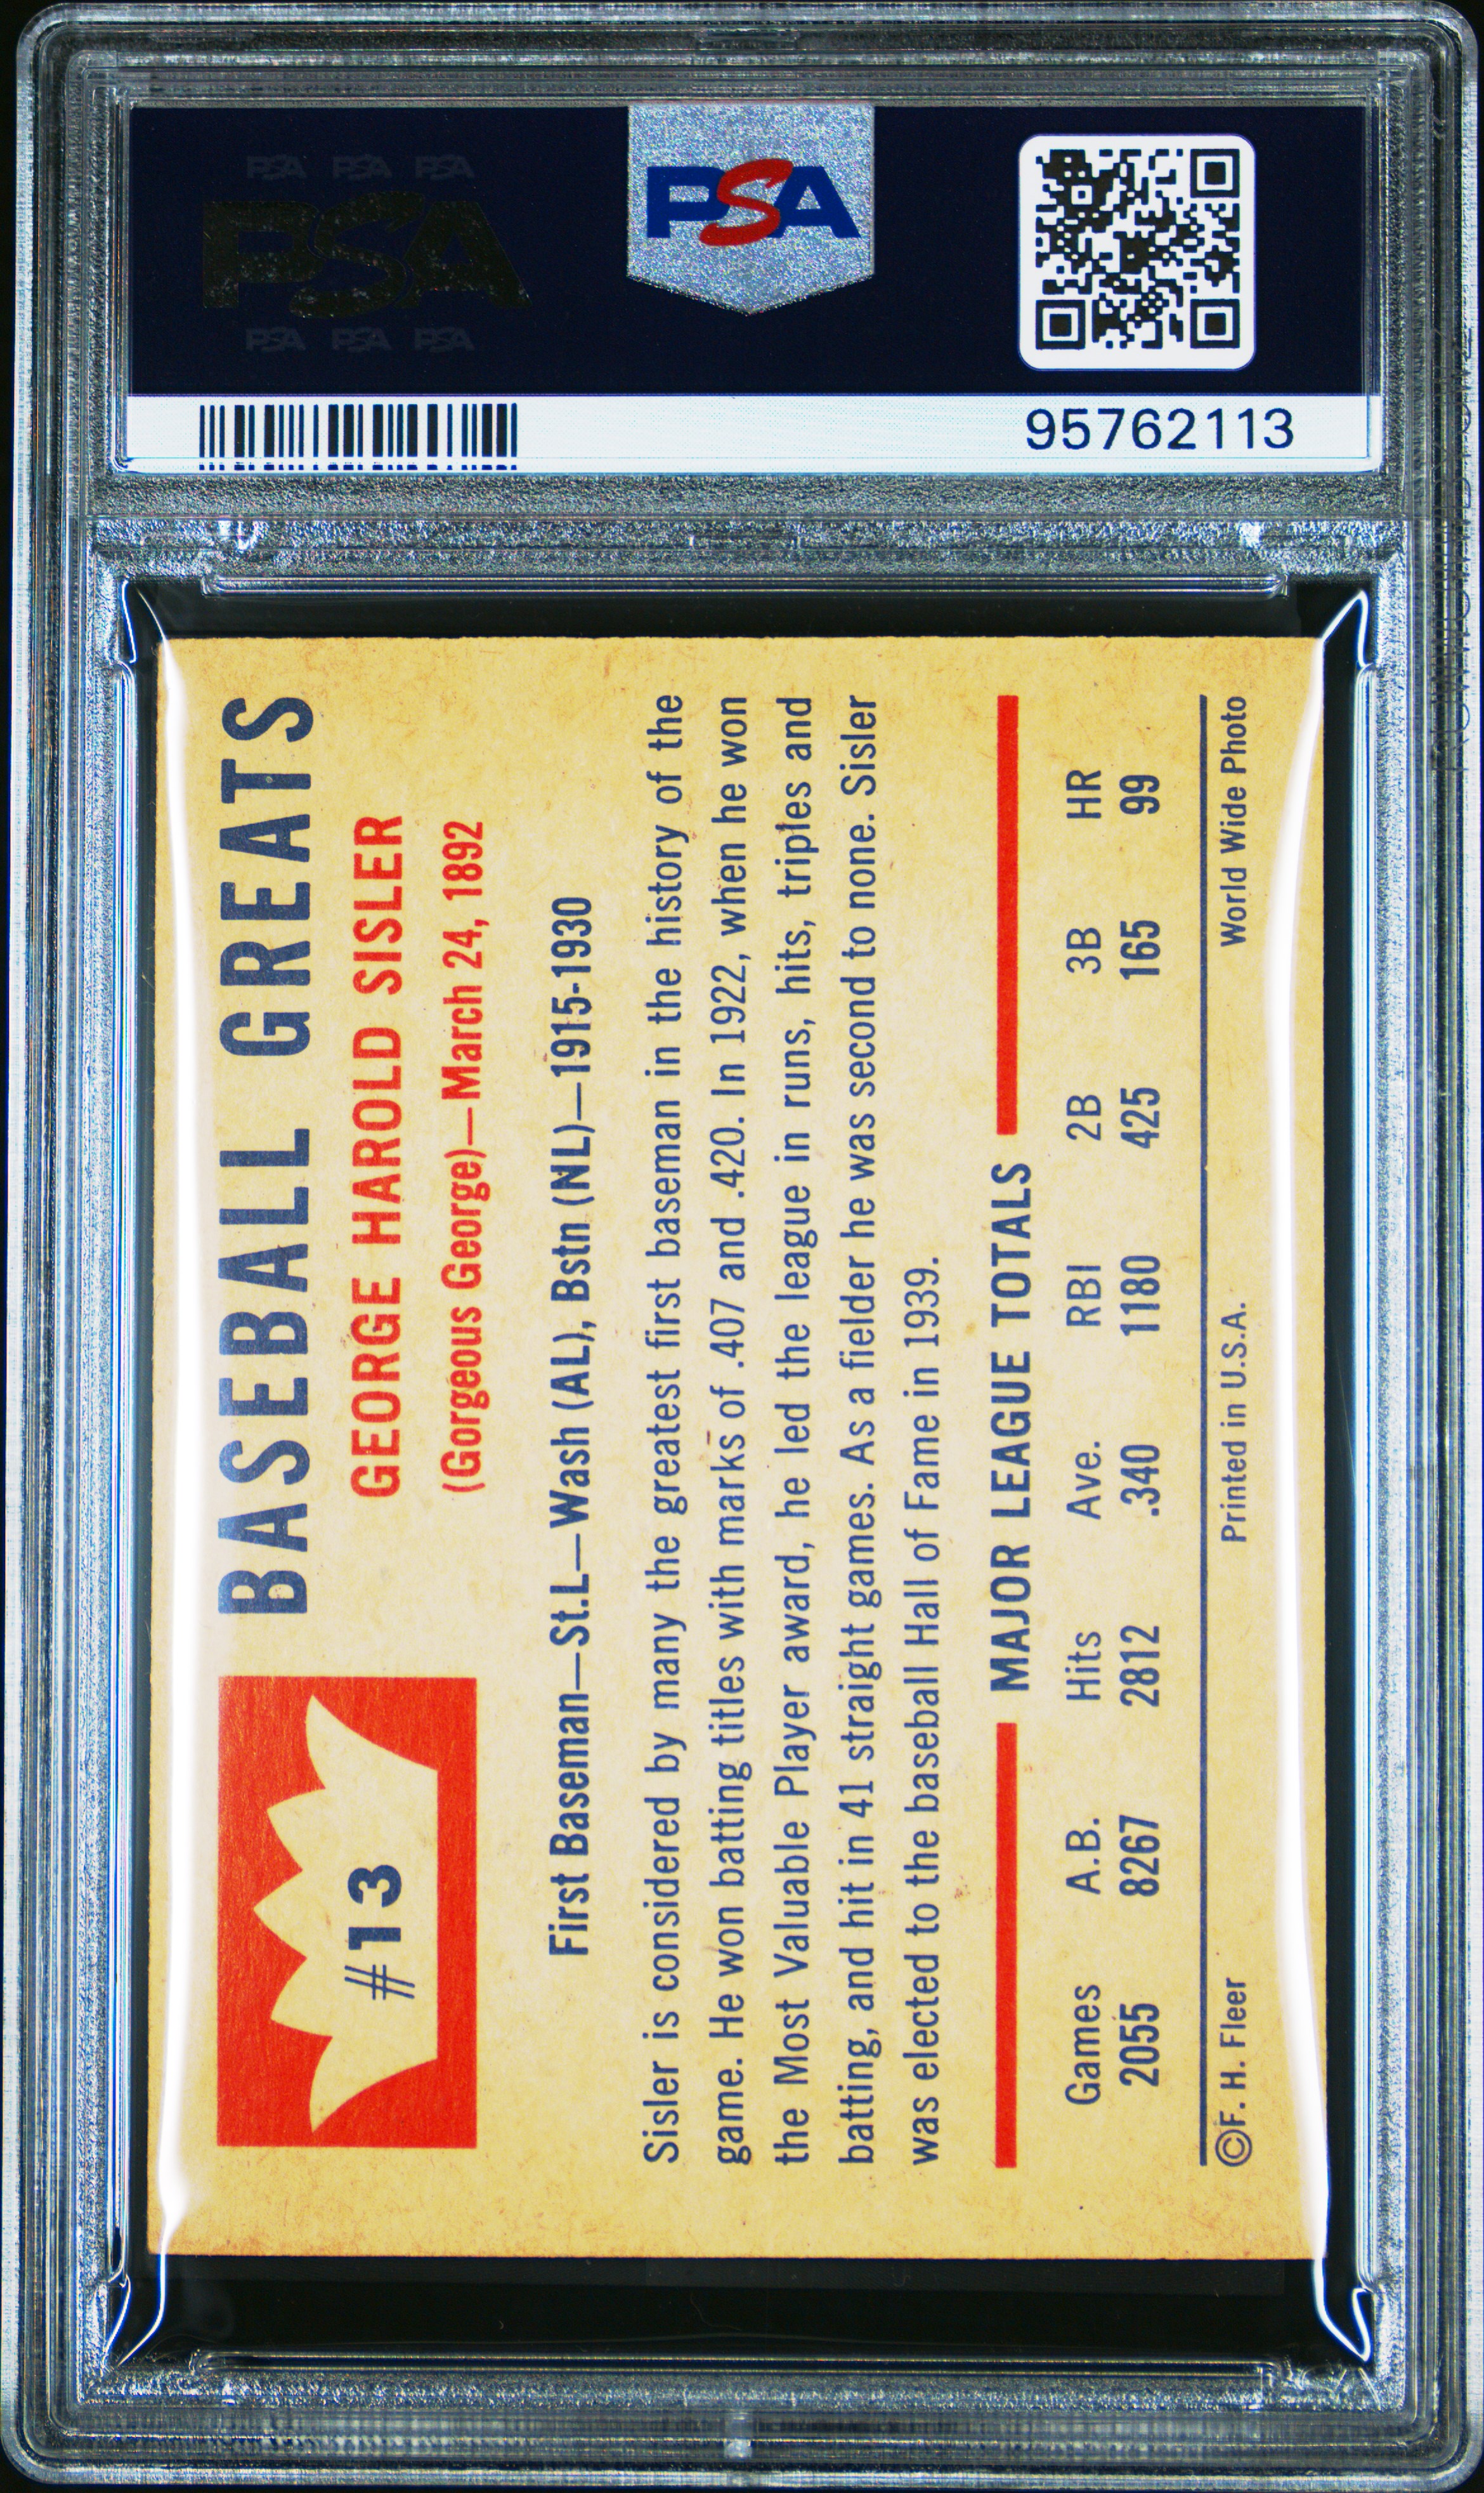 PSA PSA PSA
PSA
PSA PSA PSA
PSA
95762113
#13
BASEBALL GREATS
GEORGE HAROLD SISLER
(Gorgeous George)—March 24, 1892
First Baseman—St.L—Wash (AL), Bstn (NL)—1915-1930
Sisler is considered by many the greatest first baseman in the history of the
game. He won batting titles with marks of .407 and .420. In 1922, when he won
the Most Valuable Player award, he led the league in runs, hits, triples and
batting, and hit in 41 straight games. As a fielder he was second to none. Sisler
was elected to the baseball Hall of Fame in 1939.
MAJOR LEAGUE TOTALS
Games A.B. Hits Ave. RBI 2B 3B HR
2055 8267 2812 .340 1180 425 165 99
©F. H. Fleer Printed in U.S.A. World Wide Photo